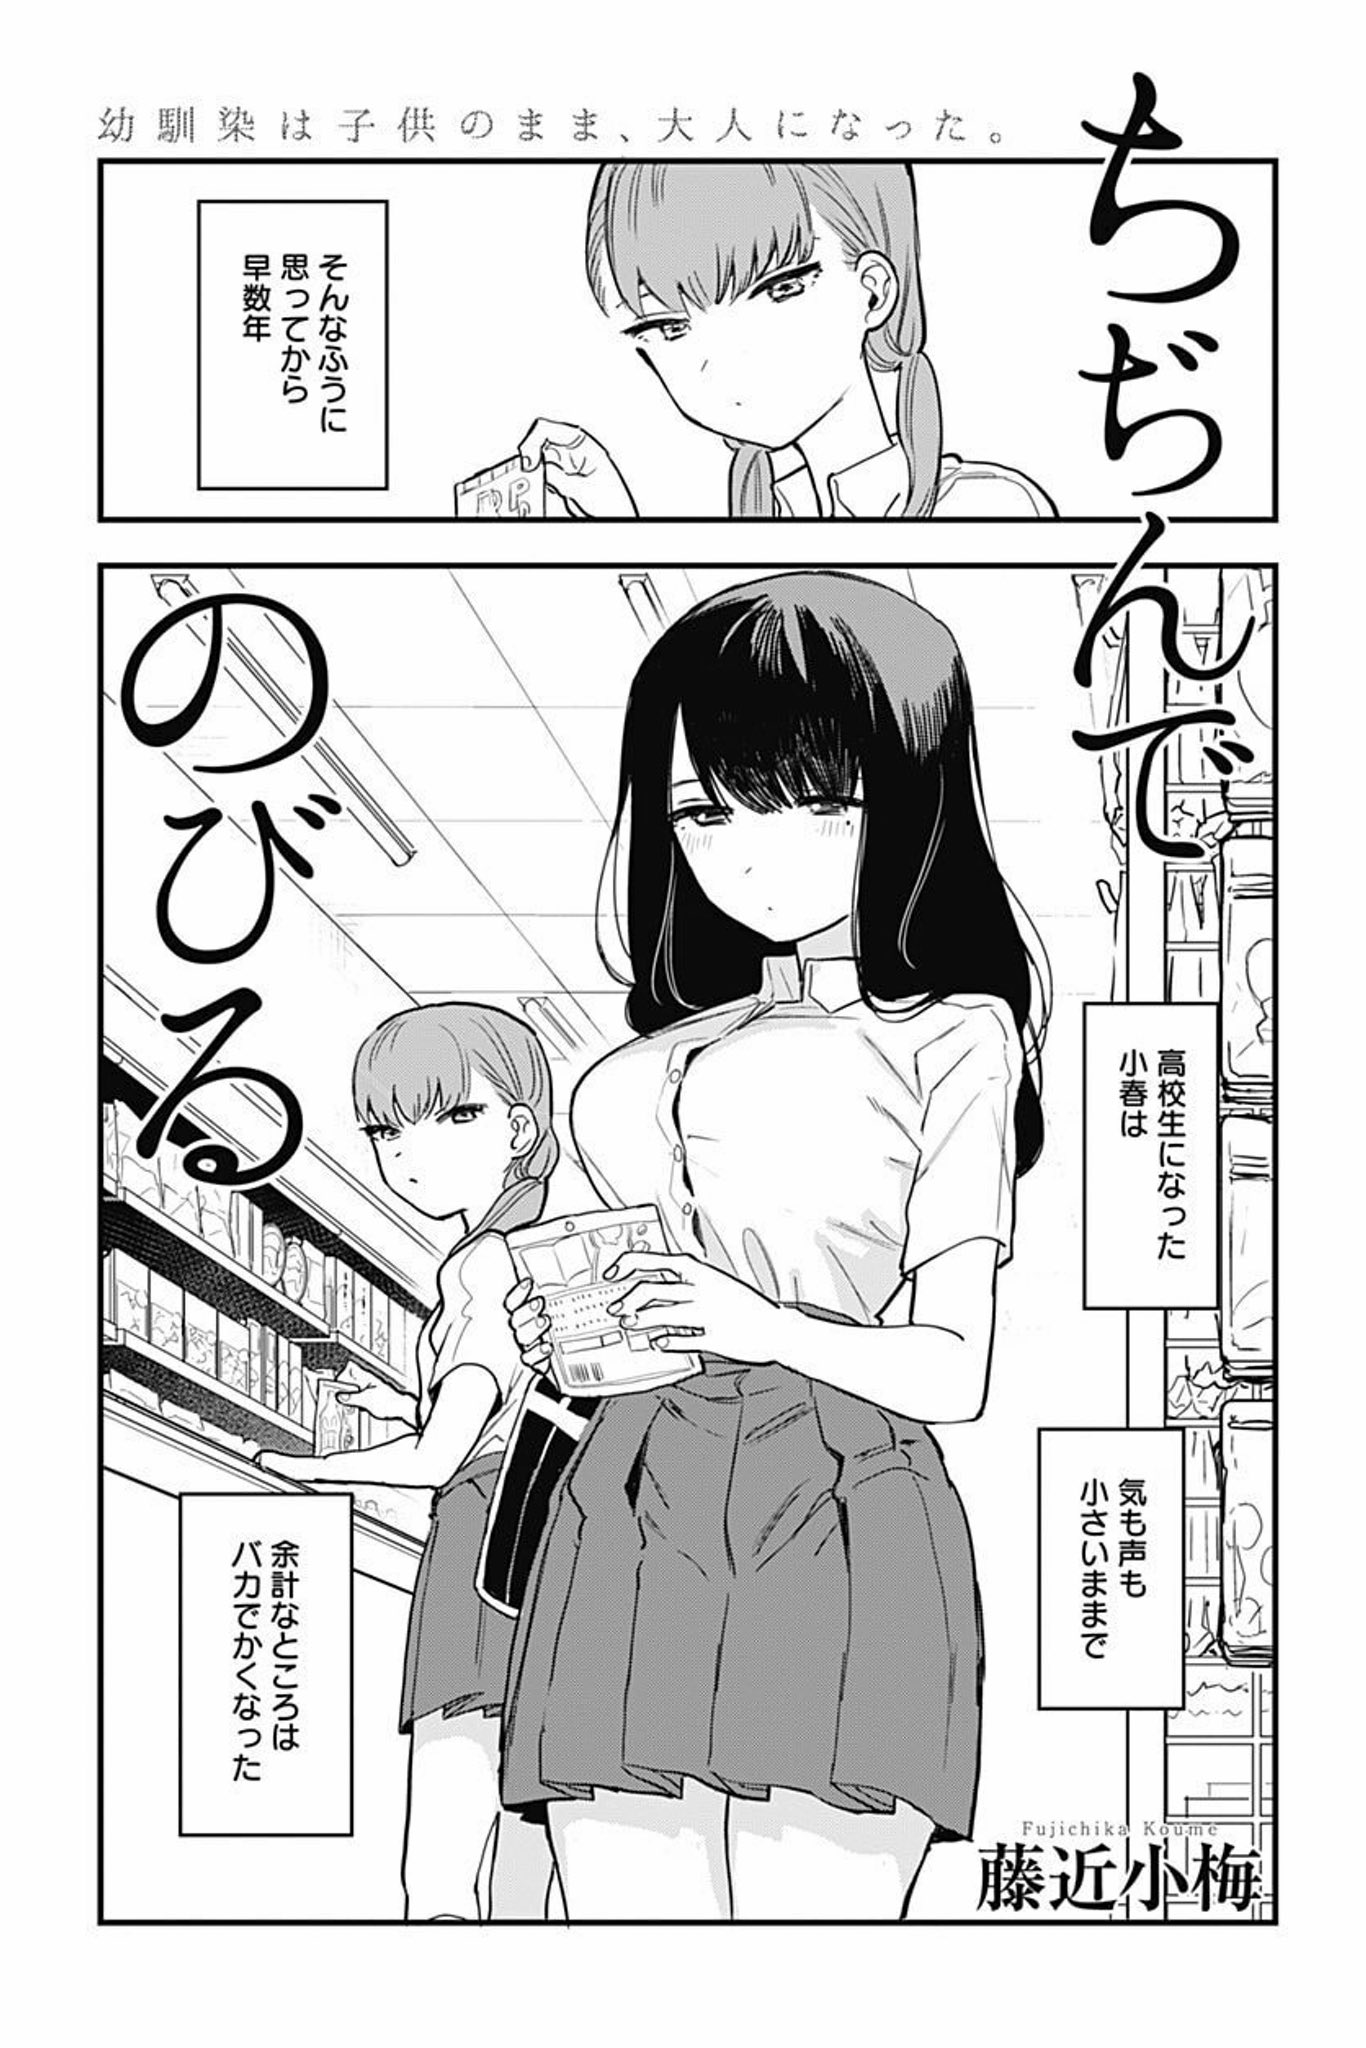 幼馴染は子供のまま、大人になった。
ちぢんで
のびる
そんなふうに
思ってから
早数年
高校生になった
小春は
気も声も
小さいままで
余計なところは
バカでかくなった
Fujichika Koume
藤近小梅